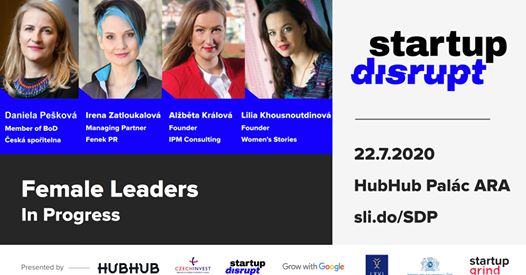 Daniela Pešková
Member of BoD
Česká spořitelna
Irena Zatloukalová
Managing Partner
Fenek PR
Alžběta Králová
Founder
IPM Consulting
Lilia Khousnoutdinová
Founder
Women's Stories
Female Leaders
In Progress
startup
disrupt
22.7.2020
HubHub Palác ARA
sli.do/SDP
Presented by
HUBHUB
CZECHINVEST
startup
disrupt
Grow with Google
startup
grind